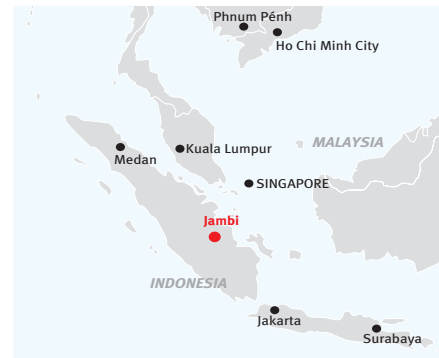 Phnum Pénh
Ho Chi Minh City
MALAYSIA
Kuala Lumpur
Medan
SINGAPORE
Jambi
INDONESIA
Jakarta
Surabaya